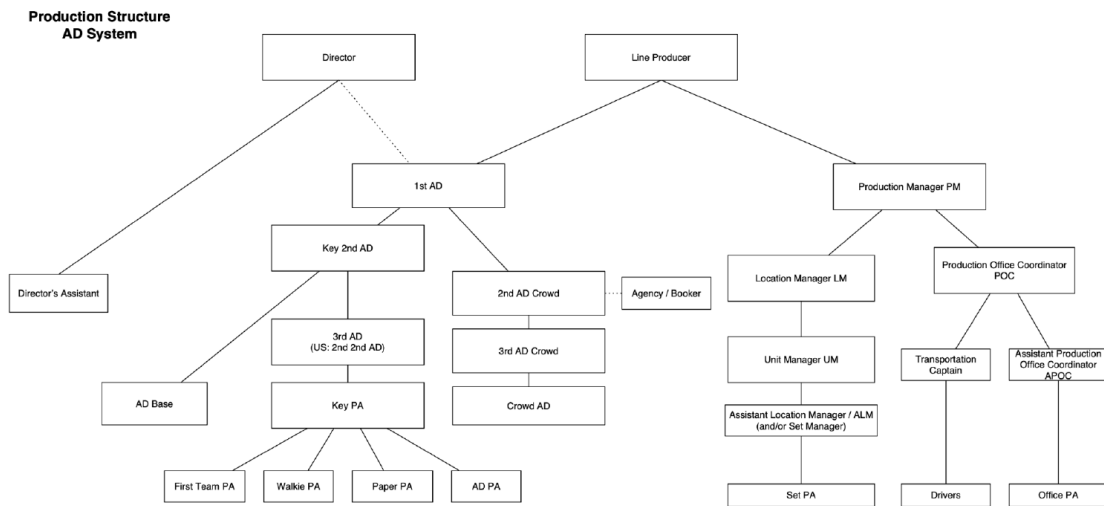 Production Structure
AD System
Director
Line Producer
1st AD
Production Manager PM
Key 2nd AD
Production Office Coordinator
POC
Location Manager LM
Director's Assistant
2nd AD Crowd
Agency / Booker
3rd AD
(US: 2nd 2nd AD)
3rd AD Crowd
Unit Manager UM
Transportation
Captain
Assistant Production
Office Coordinator
APOC
AD Base
Key PA
Crowd AD
Assistant Location Manager / ALM
(and/or Set Manager)
First Team PA
Walkie PA
Paper PA
AD PA
Set PA
Drivers
Office PA